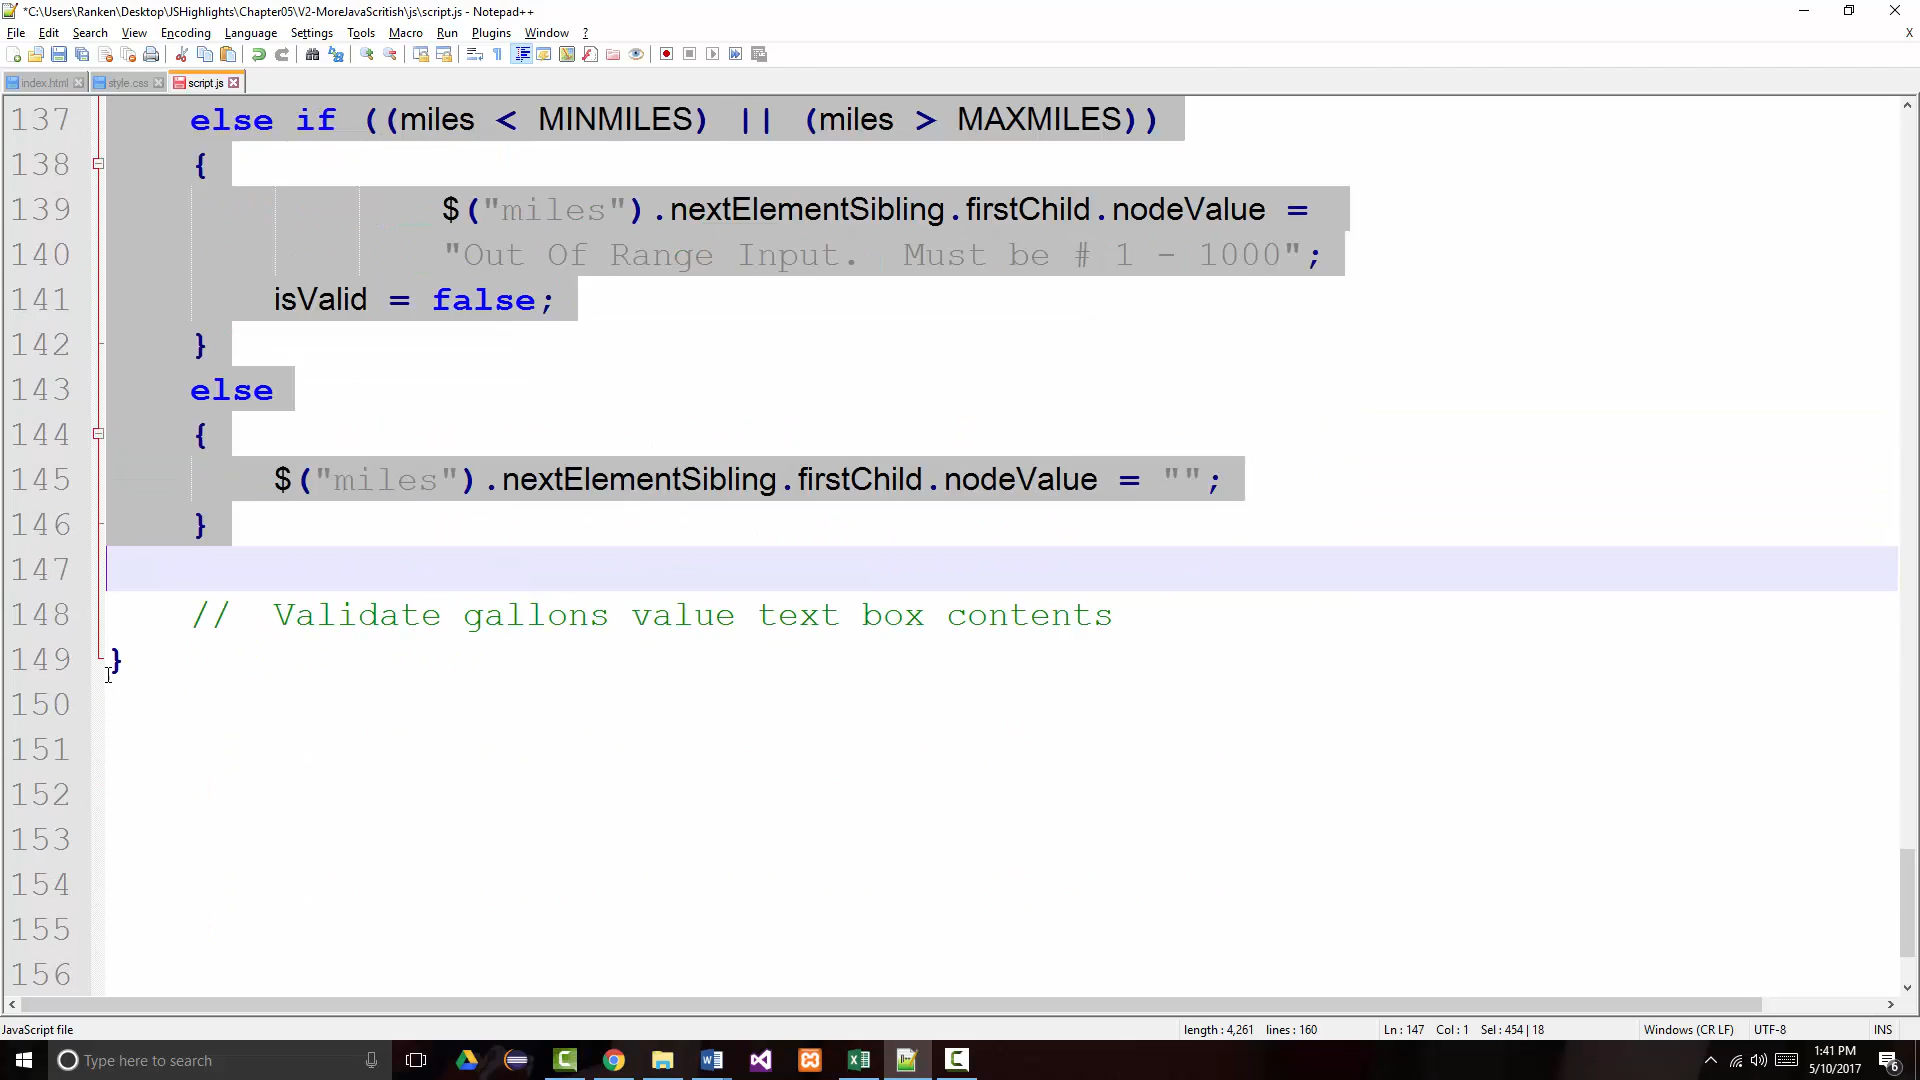 *C:\Users\Ranken\Desktop\JSHighlights\Chapter05\V2-MoreJavaScritish\js\script.js - Notepad++
File Edit Search View Encoding Language Settings Tools Macro Run Plugins Window ? X
index.html style.css script.js
137 else if ((miles < MINMILES) || (miles > MAXMILES))
138 {
139 $("miles").nextElementSibling.firstChild.nodeValue =
140 "Out Of Range Input.  Must be # 1 - 1000";
141 isValid = false;
142 }
143 else
144 {
145 $("miles").nextElementSibling.firstChild.nodeValue = "";
146 }
147
148 //  Validate gallons value text box contents
149 }
150
151
152
153
154
155
156
JavaScript file length : 4,261 lines : 160 Ln : 147 Col : 1 Sel : 454 | 18 Windows (CR LF) UTF-8 INS
Type here to search 1:41 PM
5/10/2017 6